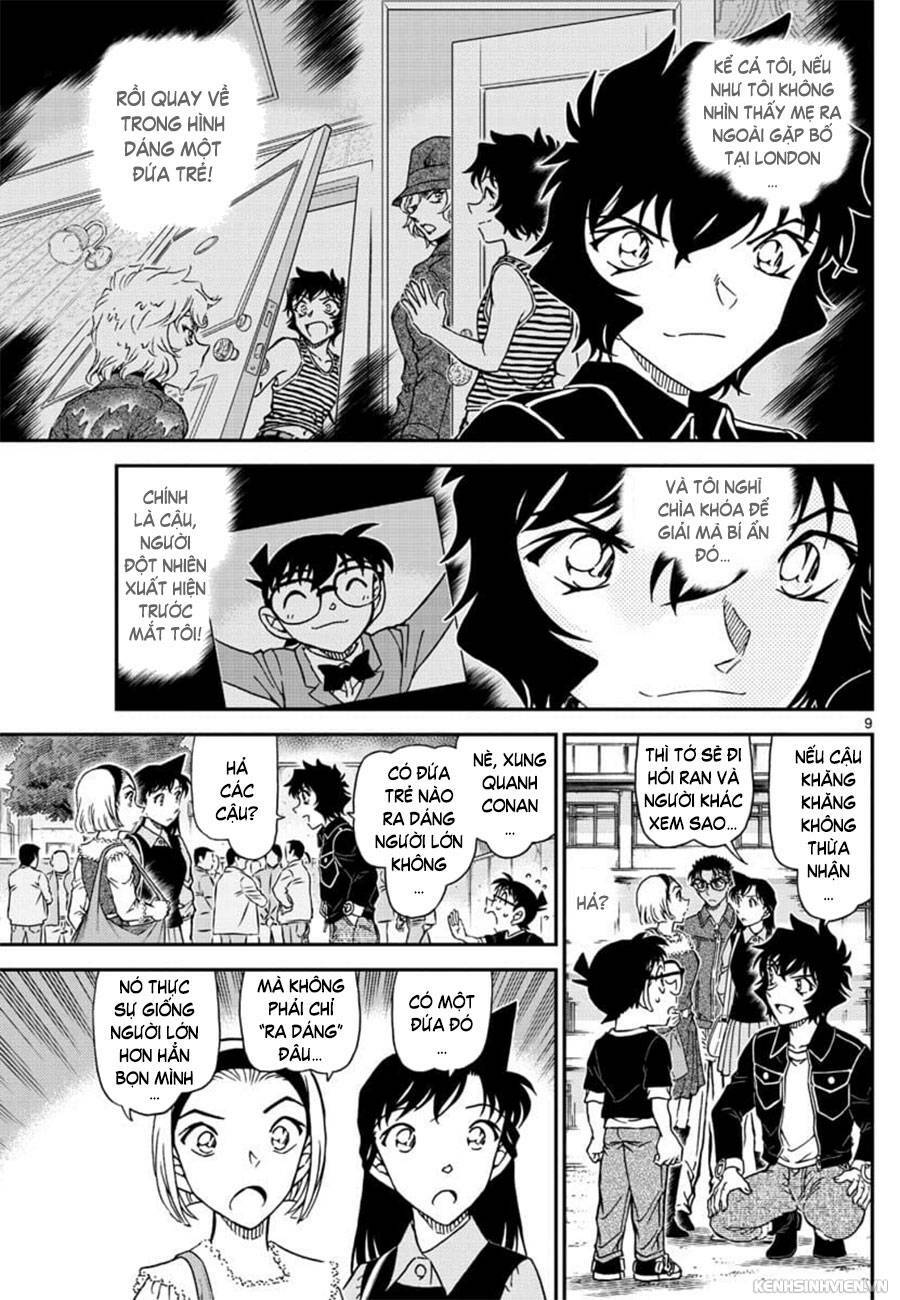 KỂ CẢ TÔI, NẾU
NHƯ TÔI KHÔNG
NHÌN THẤY MẸ RA
NGOÀI GẶP BỐ
TẠI LONDON
...
RỒI QUAY VỀ
TRONG HÌNH
DÁNG MỘT
ĐỨA TRẺ!
VÀ TÔI NGHĨ
CHÌA KHÓA ĐỂ
GIẢI MÃ BÍ ẨN
ĐÓ...
CHÍNH
LÀ CẬU,
NGƯỜI
ĐỘT NHIÊN
XUẤT HIỆN
TRƯỚC
MẮT TÔI!
9
NẾU CẬU
KHĂNG
KHĂNG
KHÔNG
THỪA
NHẬN
THÌ TỚ SẼ ĐI
HỎI RAN VÀ
NGƯỜI KHÁC
XEM SAO...
HẢ?
NÈ, XUNG
QUANH
CONAN
...
CÓ ĐỨA
TRẺ NÀO
RA DÁNG
NGƯỜI LỚN
KHÔNG
...
HẢ
CÁC
CẬU?
CÓ MỘT
ĐỨA ĐÓ
...
MÀ KHÔNG
PHẢI CHỈ
“RA DÁNG”
ĐÂU...
NÓ THỰC
SỰ GIỐNG
NGƯỜI LỚN
HƠN HẲN
BỌN MÌNH
...
KENHSINHVIEN.VN